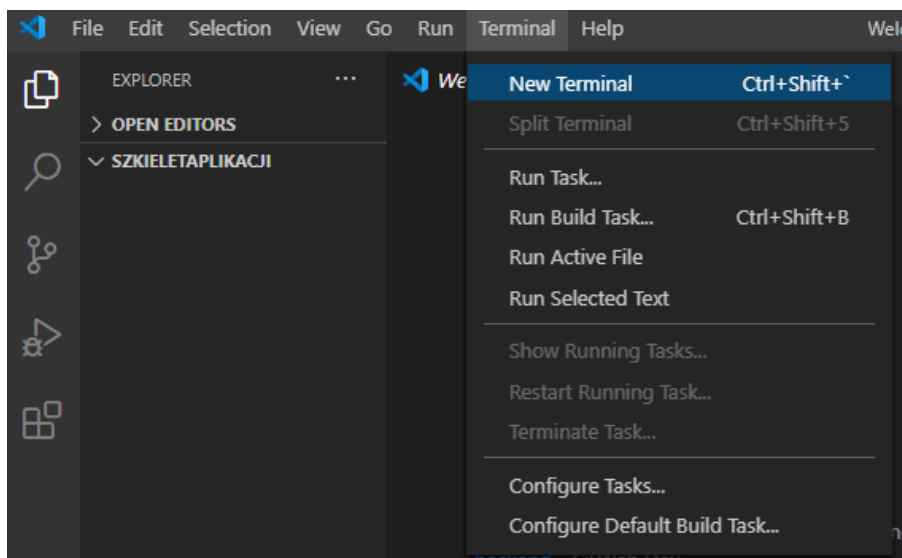 File Edit Selection View Go Run Terminal Help
EXPLORER ...
OPEN EDITORS
SZKIELETAPLIKACJI
New Terminal Ctrl+Shift+`
Split Terminal Ctrl+Shift+5
Run Task...
Run Build Task... Ctrl+Shift+B
Run Active File
Run Selected Text
Show Running Tasks...
Restart Running Task...
Terminate Task...
Configure Tasks...
Configure Default Build Task...